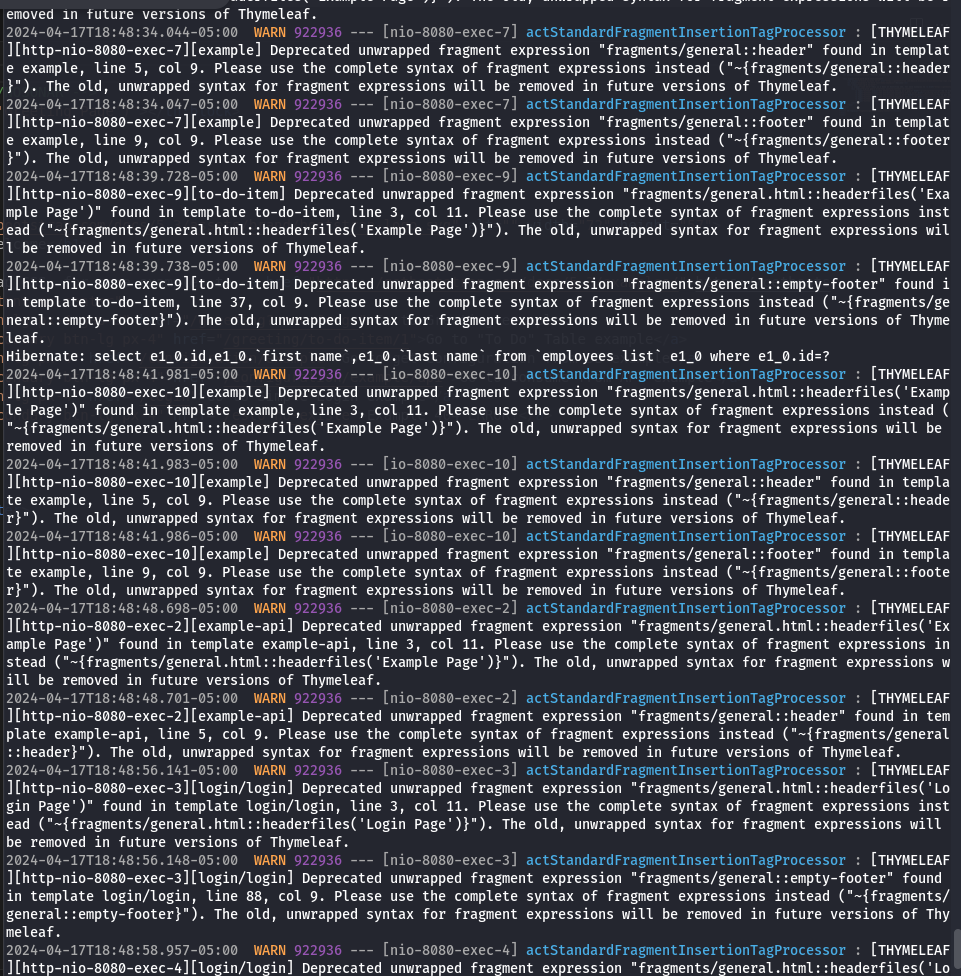 emoved in future versions of Thymeleaf.
2024-04-17T18:48:34.044-05:00  WARN 922936 --- [nio-8080-exec-7] actStandardFragmentInsertionTagProcessor : [THYMELEAF
][http-nio-8080-exec-7][example] Deprecated unwrapped fragment expression "fragments/general::header" found in templat
e example, line 5, col 9. Please use the complete syntax of fragment expressions instead ("~{fragments/general::header
}"). The old, unwrapped syntax for fragment expressions will be removed in future versions of Thymeleaf.
2024-04-17T18:48:34.047-05:00  WARN 922936 --- [nio-8080-exec-7] actStandardFragmentInsertionTagProcessor : [THYMELEAF
][http-nio-8080-exec-7][example] Deprecated unwrapped fragment expression "fragments/general::footer" found in templat
e example, line 9, col 9. Please use the complete syntax of fragment expressions instead ("~{fragments/general::footer
}"). The old, unwrapped syntax for fragment expressions will be removed in future versions of Thymeleaf.
2024-04-17T18:48:39.728-05:00  WARN 922936 --- [nio-8080-exec-9] actStandardFragmentInsertionTagProcessor : [THYMELEAF
][http-nio-8080-exec-9][to-do-item] Deprecated unwrapped fragment expression "fragments/general.html::headerfiles('Exa
mple Page')" found in template to-do-item, line 3, col 11. Please use the complete syntax of fragment expressions inst
ead ("~{fragments/general.html::headerfiles('Example Page')}"). The old, unwrapped syntax for fragment expressions wil
l be removed in future versions of Thymeleaf.
2024-04-17T18:48:39.738-05:00  WARN 922936 --- [nio-8080-exec-9] actStandardFragmentInsertionTagProcessor : [THYMELEAF
][http-nio-8080-exec-9][to-do-item] Deprecated unwrapped fragment expression "fragments/general::empty-footer" found i
n template to-do-item, line 37, col 9. Please use the complete syntax of fragment expressions instead ("~{fragments/ge
neral::empty-footer}"). The old, unwrapped syntax for fragment expressions will be removed in future versions of Thyme
leaf.
Hibernate: select e1_0.id,e1_0.`first name`,e1_0.`last name` from `employees list` e1_0 where e1_0.id=?
2024-04-17T18:48:41.981-05:00  WARN 922936 --- [io-8080-exec-10] actStandardFragmentInsertionTagProcessor : [THYMELEAF
][http-nio-8080-exec-10][example] Deprecated unwrapped fragment expression "fragments/general.html::headerfiles('Examp
le Page')" found in template example, line 3, col 11. Please use the complete syntax of fragment expressions instead (
"~{fragments/general.html::headerfiles('Example Page')}"). The old, unwrapped syntax for fragment expressions will be
removed in future versions of Thymeleaf.
2024-04-17T18:48:41.983-05:00  WARN 922936 --- [io-8080-exec-10] actStandardFragmentInsertionTagProcessor : [THYMELEAF
][http-nio-8080-exec-10][example] Deprecated unwrapped fragment expression "fragments/general::header" found in templa
te example, line 5, col 9. Please use the complete syntax of fragment expressions instead ("~{fragments/general::heade
r}"). The old, unwrapped syntax for fragment expressions will be removed in future versions of Thymeleaf.
2024-04-17T18:48:41.986-05:00  WARN 922936 --- [io-8080-exec-10] actStandardFragmentInsertionTagProcessor : [THYMELEAF
][http-nio-8080-exec-10][example] Deprecated unwrapped fragment expression "fragments/general::footer" found in templa
te example, line 9, col 9. Please use the complete syntax of fragment expressions instead ("~{fragments/general::foote
r}"). The old, unwrapped syntax for fragment expressions will be removed in future versions of Thymeleaf.
2024-04-17T18:48:48.698-05:00  WARN 922936 --- [nio-8080-exec-2] actStandardFragmentInsertionTagProcessor : [THYMELEAF
][http-nio-8080-exec-2][example-api] Deprecated unwrapped fragment expression "fragments/general.html::headerfiles('Ex
ample Page')" found in template example-api, line 3, col 11. Please use the complete syntax of fragment expressions in
stead ("~{fragments/general.html::headerfiles('Example Page')}"). The old, unwrapped syntax for fragment expressions w
ill be removed in future versions of Thymeleaf.
2024-04-17T18:48:48.701-05:00  WARN 922936 --- [nio-8080-exec-2] actStandardFragmentInsertionTagProcessor : [THYMELEAF
][http-nio-8080-exec-2][example-api] Deprecated unwrapped fragment expression "fragments/general::header" found in tem
plate example-api, line 5, col 9. Please use the complete syntax of fragment expressions instead ("~{fragments/general
::header}"). The old, unwrapped syntax for fragment expressions will be removed in future versions of Thymeleaf.
2024-04-17T18:48:56.141-05:00  WARN 922936 --- [nio-8080-exec-3] actStandardFragmentInsertionTagProcessor : [THYMELEAF
][http-nio-8080-exec-3][login/login] Deprecated unwrapped fragment expression "fragments/general.html::headerfiles('Lo
gin Page')" found in template login/login, line 3, col 11. Please use the complete syntax of fragment expressions inst
ead ("~{fragments/general.html::headerfiles('Login Page')}"). The old, unwrapped syntax for fragment expressions will
be removed in future versions of Thymeleaf.
2024-04-17T18:48:56.148-05:00  WARN 922936 --- [nio-8080-exec-3] actStandardFragmentInsertionTagProcessor : [THYMELEAF
][http-nio-8080-exec-3][login/login] Deprecated unwrapped fragment expression "fragments/general::empty-footer" found
in template login/login, line 88, col 9. Please use the complete syntax of fragment expressions instead ("~{fragments/
general::empty-footer}"). The old, unwrapped syntax for fragment expressions will be removed in future versions of Thy
meleaf.
2024-04-17T18:48:58.957-05:00  WARN 922936 --- [nio-8080-exec-4] actStandardFragmentInsertionTagProcessor : [THYMELEAF
][http-nio-8080-exec-4][login/login] Deprecated unwrapped fragment expression "fragments/general.html::headerfiles('Lo